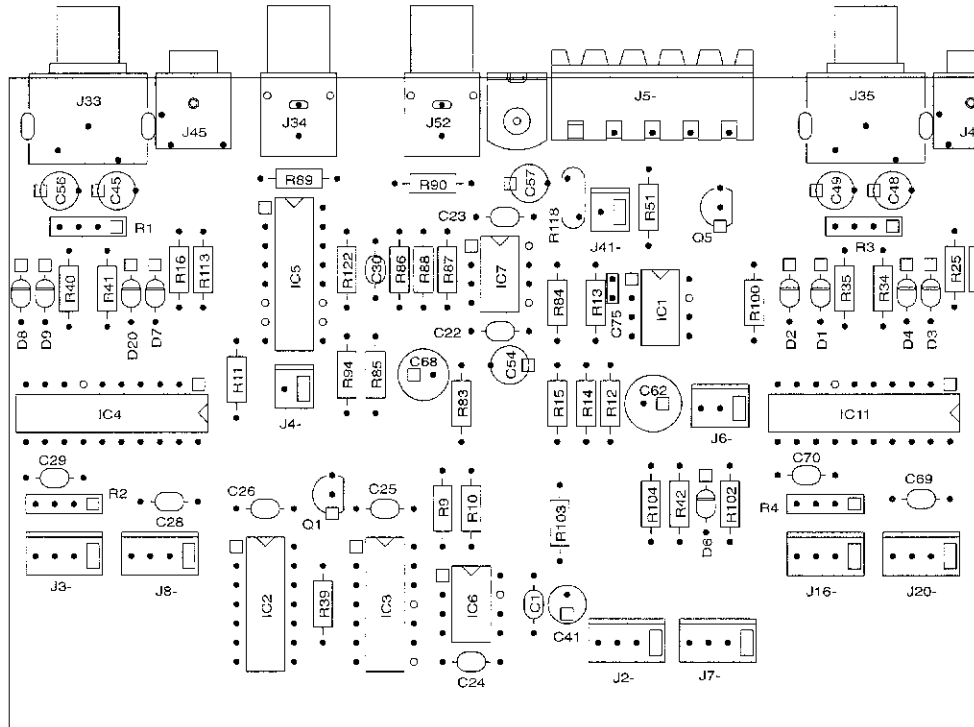 J33
J45
J34
J52
J5-
J35
J4
C56
C45
R89
R90
C57
C49
C48
R1
C23
R118
J41-
R51
Q5
R3
R40
R41
R16
R113
IC5
R122
C30
R86
R88
R87
IC7
R84
R13
C75
IC1
R100
R35
R34
R25
D8
D9
D20
D7
C22
D2
D1
D4
D3
R11
R94
R85
C68
C54
J4-
R83
R15
R14
R12
C62
J6-
IC4
IC11
C29
R2
C28
C26
Q1
C25
R9
R10
R103
R104
R42
D6
R102
C70
R4
C69
J3-
J8-
IC2
R39
IC3
IC6
C1
C41
J16-
J20-
C24
J2-
J7-